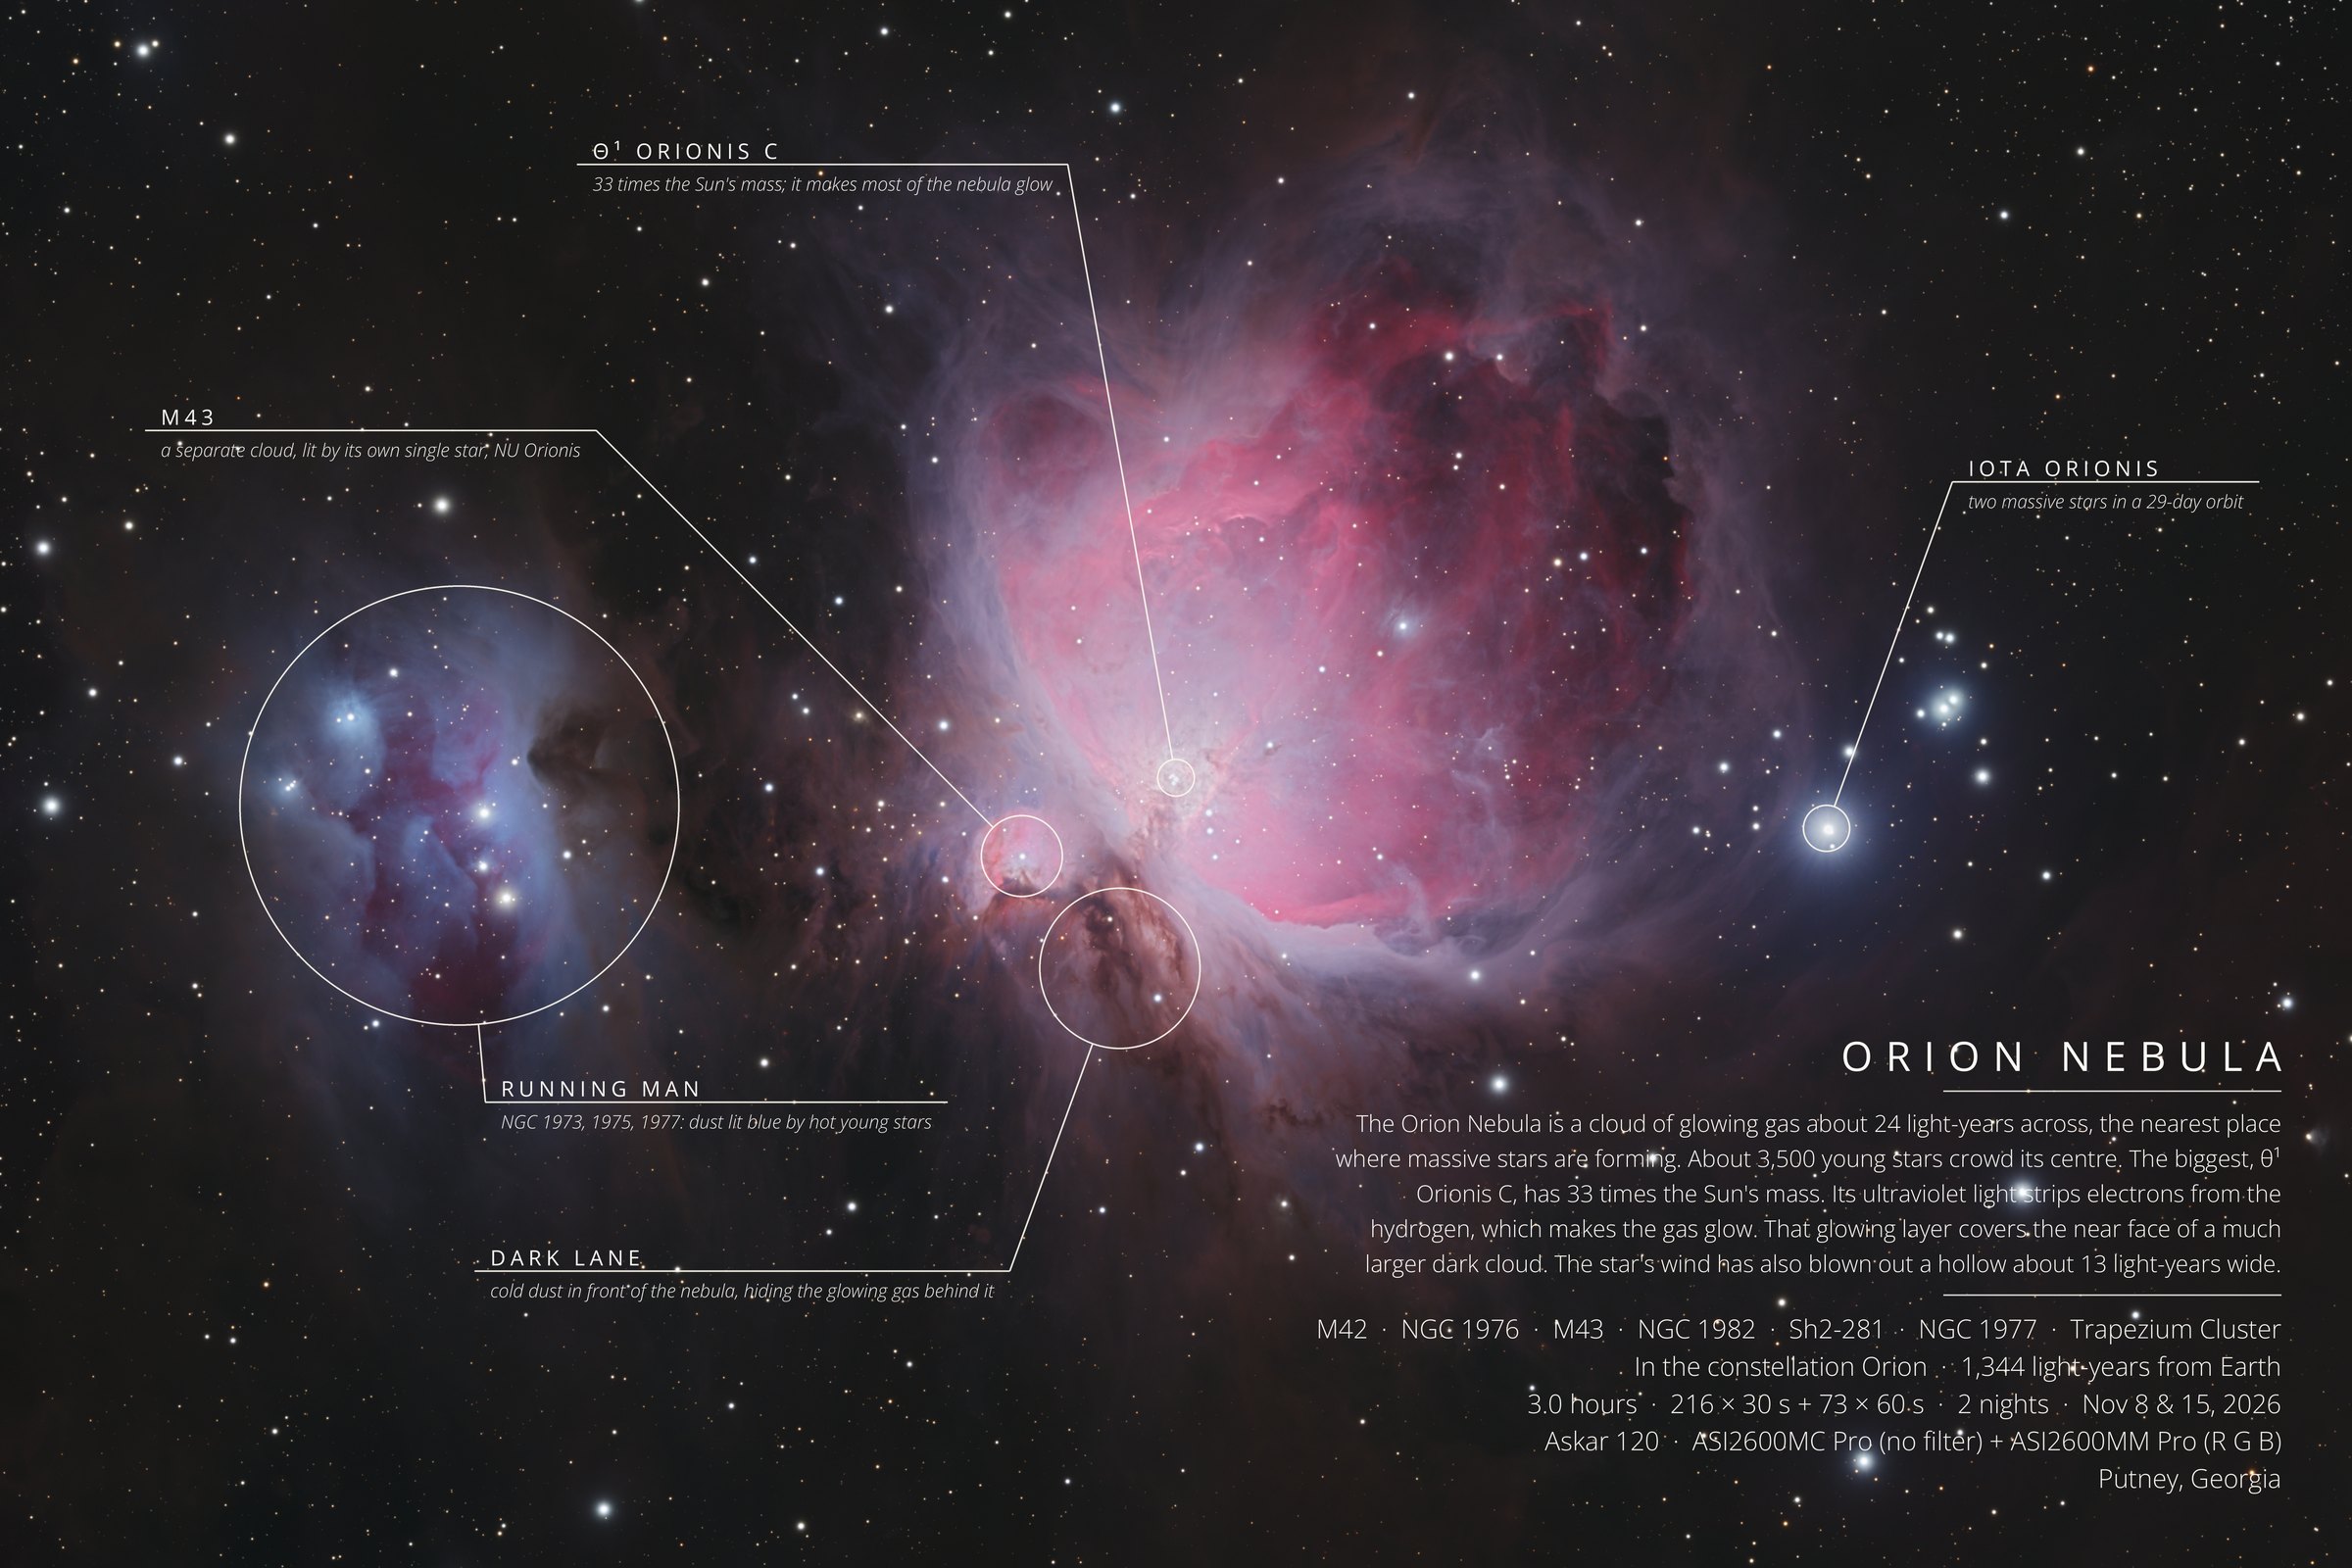 Θ¹ ORIONIS C
33 times the Sun's mass; it makes most of the nebula glow
M43
a separate cloud, lit by its own single star, NU Orionis
IOTA ORIONIS
two massive stars in a 29-day orbit
RUNNING MAN
NGC 1973, 1975, 1977: dust lit blue by hot young stars
DARK LANE
cold dust in front of the nebula, hiding the glowing gas behind it
ORION NEBULA
The Orion Nebula is a cloud of glowing gas about 24 light-years across, the nearest place
where massive stars are forming. About 3,500 young stars crowd its centre. The biggest, θ¹
Orionis C, has 33 times the Sun's mass. Its ultraviolet light strips electrons from the
hydrogen, which makes the gas glow. That glowing layer covers the near face of a much
larger dark cloud. The star's wind has also blown out a hollow about 13 light-years wide.
M42 · NGC 1976 · M43 · NGC 1982 · Sh2-281 · NGC 1977 · Trapezium Cluster
In the constellation Orion · 1,344 light-years from Earth
3.0 hours · 216 × 30 s + 73 × 60 s · 2 nights · Nov 8 & 15, 2026
Askar 120 · ASI2600MC Pro (no filter) + ASI2600MM Pro (R G B)
Putney, Georgia